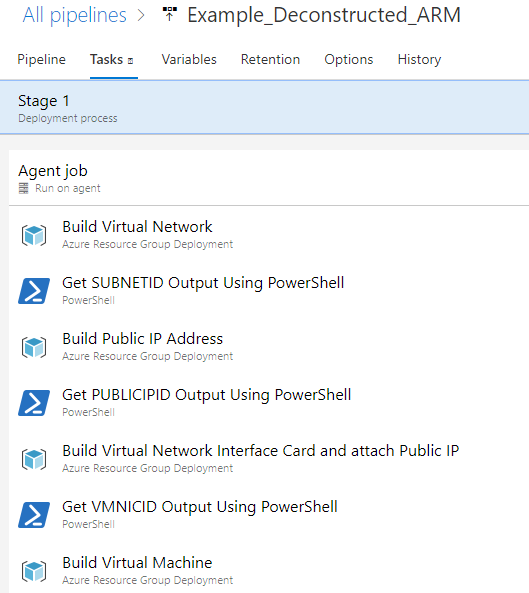 All pipelines > Example_Deconstructed_ARM
Pipeline Tasks Variables Retention Options History
Stage 1
Deployment process
Agent job
Run on agent
Build Virtual Network
Azure Resource Group Deployment
Get SUBNETID Output Using PowerShell
PowerShell
Build Public IP Address
Azure Resource Group Deployment
Get PUBLICIPID Output Using PowerShell
PowerShell
Build Virtual Network Interface Card and attach Public IP
Azure Resource Group Deployment
Get VMNICID Output Using PowerShell
PowerShell
Build Virtual Machine
Azure Resource Group Deployment